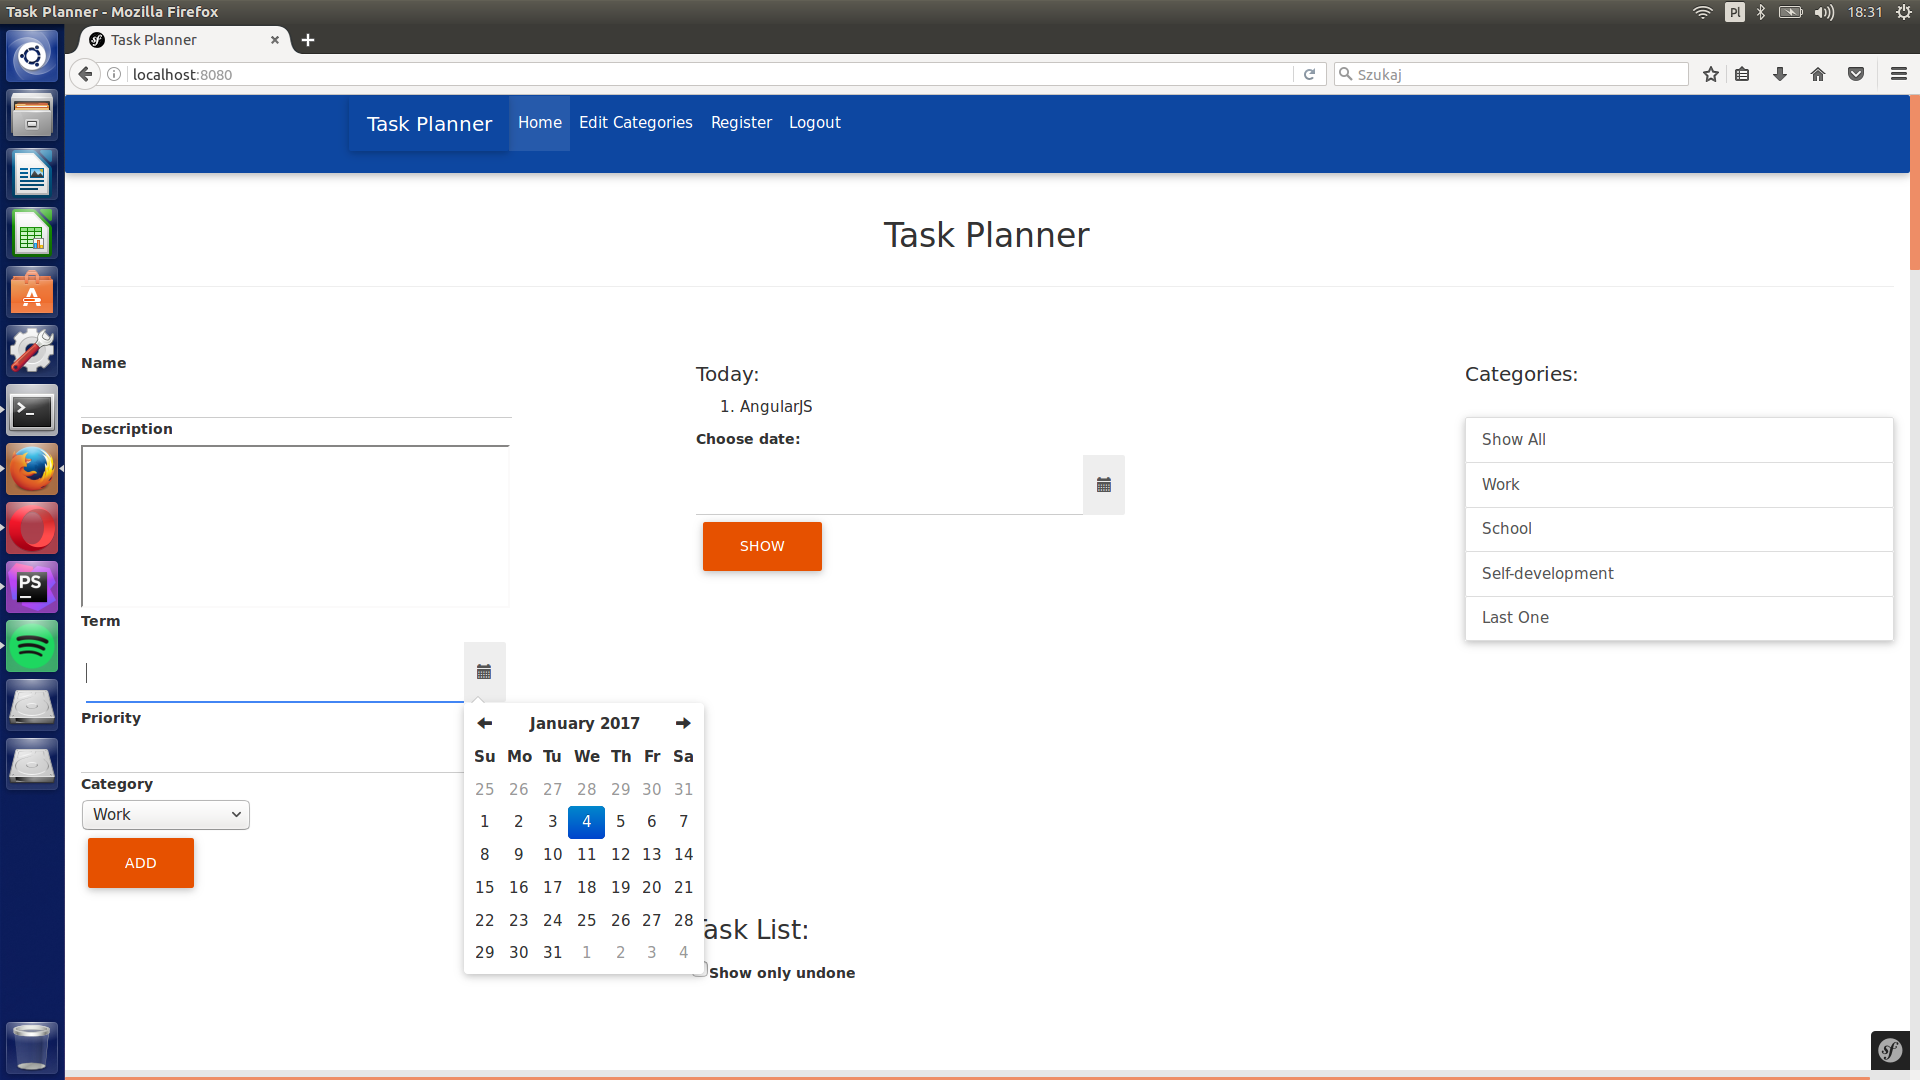 Task Planner - Mozilla Firefox
Pl
18:31
Task Planner
localhost:8080
Szukaj
Task Planner Home Edit Categories Register Logout
Task Planner
Name
Description
Term
Priority
Category
Work
ADD
January 2017
Su Mo Tu We Th Fr Sa
25 26 27 28 29 30 31
1 2 3 4 5 6 7
8 9 10 11 12 13 14
15 16 17 18 19 20 21
22 23 24 25 26 27 28
29 30 31 1 2 3 4
Today:
1. AngularJS
Choose date:
SHOW
ask List:
Show only undone
Categories:
Show All
Work
School
Self-development
Last One
PS
sf